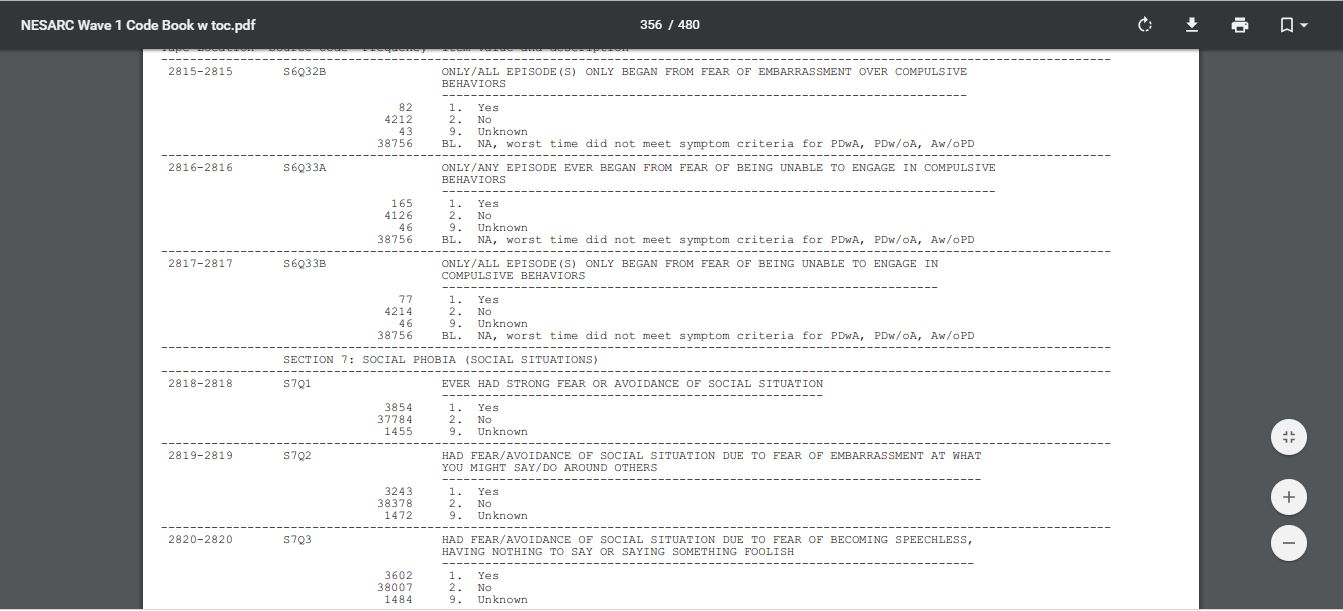 NESARC Wave 1 Code Book w toc.pdf
356 / 480
Tape Location Source Code Frequency Item value and description
2815-2815 S6Q32B ONLY/ALL EPISODE(S) ONLY BEGAN FROM FEAR OF EMBARRASSMENT OVER COMPULSIVE
BEHAVIORS
82 1. Yes
4212 2. No
43 9. Unknown
38756 BL. NA, worst time did not meet symptom criteria for PDwA, PDw/oA, Aw/oPD
2816-2816 S6Q33A ONLY/ANY EPISODE EVER BEGAN FROM FEAR OF BEING UNABLE TO ENGAGE IN COMPULSIVE
BEHAVIORS
165 1. Yes
4126 2. No
46 9. Unknown
38756 BL. NA, worst time did not meet symptom criteria for PDwA, PDw/oA, Aw/oPD
2817-2817 S6Q33B ONLY/ALL EPISODE(S) ONLY BEGAN FROM FEAR OF BEING UNABLE TO ENGAGE IN
COMPULSIVE BEHAVIORS
77 1. Yes
4214 2. No
46 9. Unknown
38756 BL. NA, worst time did not meet symptom criteria for PDwA, PDw/oA, Aw/oPD
SECTION 7: SOCIAL PHOBIA (SOCIAL SITUATIONS)
2818-2818 S7Q1 EVER HAD STRONG FEAR OR AVOIDANCE OF SOCIAL SITUATION
3854 1. Yes
37784 2. No
1455 9. Unknown
2819-2819 S7Q2 HAD FEAR/AVOIDANCE OF SOCIAL SITUATION DUE TO FEAR OF EMBARRASSMENT AT WHAT
YOU MIGHT SAY/DO AROUND OTHERS
3243 1. Yes
38378 2. No
1472 9. Unknown
2820-2820 S7Q3 HAD FEAR/AVOIDANCE OF SOCIAL SITUATION DUE TO FEAR OF BECOMING SPEECHLESS,
HAVING NOTHING TO SAY OR SAYING SOMETHING FOOLISH
3602 1. Yes
38007 2. No
1484 9. Unknown